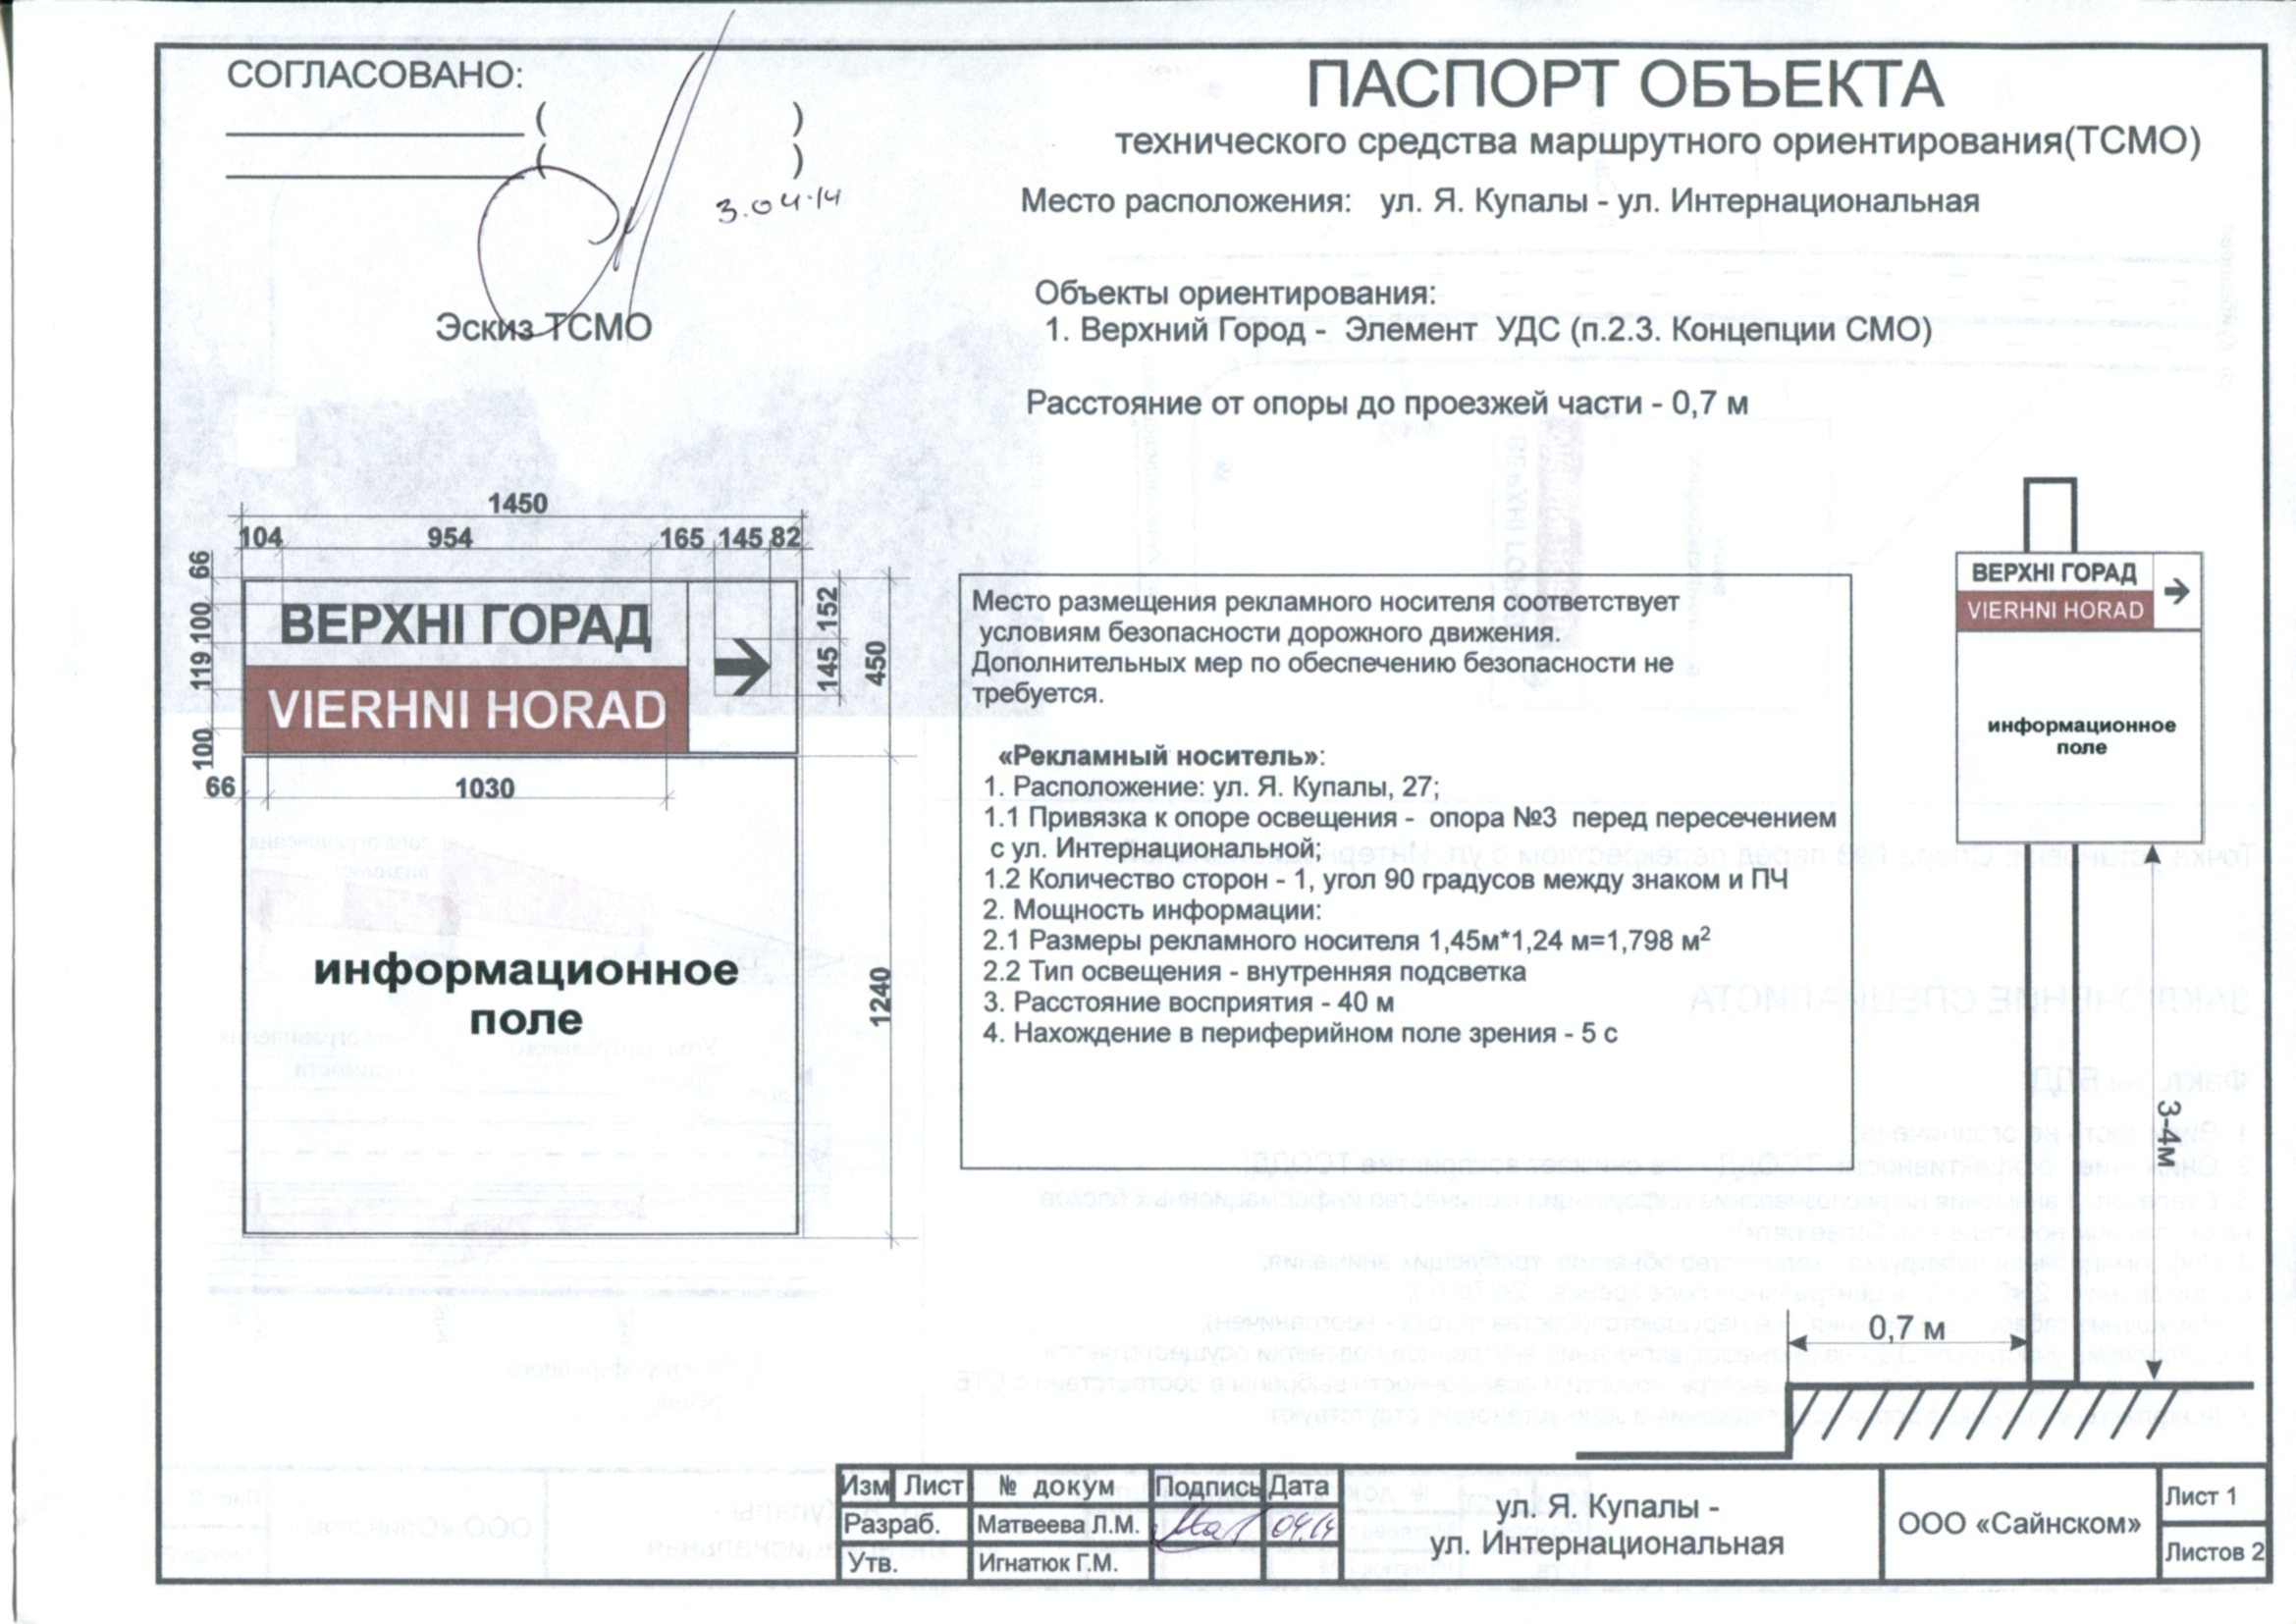 СОГЛАСОВАНО:
( )
( )
3.04.14
ПАСПОРТ ОБЪЕКТА
технического средства маршрутного ориентирования(ТСМО)
Место расположения: ул. Я. Купалы - ул. Интернациональная
Объекты ориентирования:
1. Верхний Город - Элемент УДС (п.2.3. Концепции СМО)
Расстояние от опоры до проезжей части - 0,7 м
Эскиз ТСМО
1450
104 954 165 145 82
66
100
119
100
ВЕРХНІ ГОРАД
VIERHNI HORAD
152
145
450
66 1030
информационное
поле
1240
Место размещения рекламного носителя соответствует
условиям безопасности дорожного движения.
Дополнительных мер по обеспечению безопасности не
требуется.
«Рекламный носитель»:
1. Расположение: ул. Я. Купалы, 27;
1.1 Привязка к опоре освещения - опора №3 перед пересечением
с ул. Интернациональной;
1.2 Количество сторон - 1, угол 90 градусов между знаком и ПЧ
2. Мощность информации:
2.1 Размеры рекламного носителя 1,45м*1,24 м=1,798 м²
2.2 Тип освещения - внутренняя подсветка
3. Расстояние восприятия - 40 м
4. Нахождение в периферийном поле зрения - 5 с
ВЕРХНІ ГОРАД
VIERHNI HORAD
информационное
поле
3-4м
0,7 м
Изм Лист № докум Подпись Дата
Разраб. Матвеева Л.М. 04.14
Утв. Игнатюк Г.М.
ул. Я. Купалы -
ул. Интернациональная
ООО «Сайнском»
Лист 1
Листов 2